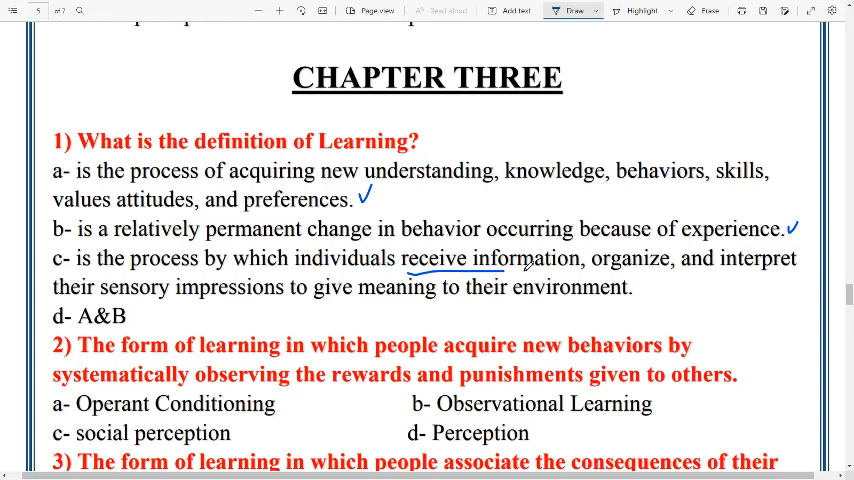 5 of 7 Page view Read aloud Add text Draw Highlight Erase
CHAPTER THREE
1) What is the definition of Learning?
a- is the process of acquiring new understanding, knowledge, behaviors, skills,
values attitudes, and preferences.
b- is a relatively permanent change in behavior occurring because of experience.
c- is the process by which individuals receive information, organize, and interpret
their sensory impressions to give meaning to their environment.
d- A&B
2) The form of learning in which people acquire new behaviors by
systematically observing the rewards and punishments given to others.
a- Operant Conditioning b- Observational Learning
c- social perception d- Perception
3) The form of learning in which people associate the consequences of their